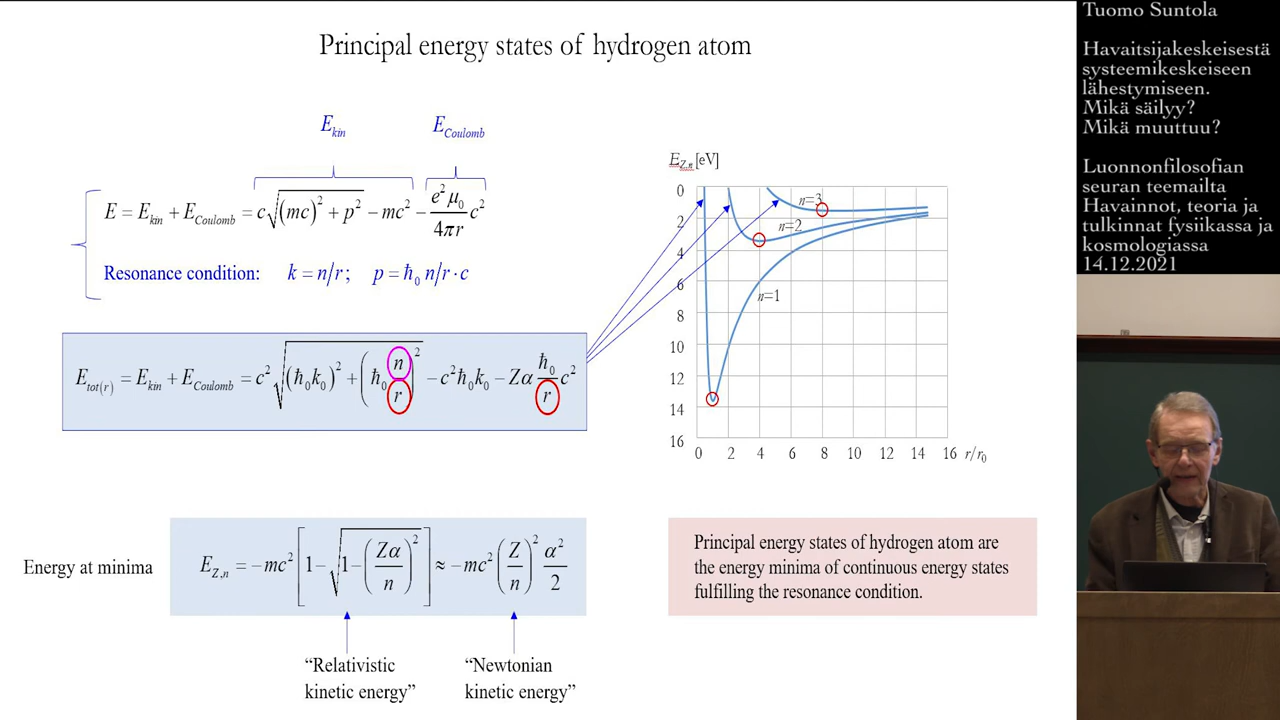 Principal energy states of hydrogen atom
E_kin E_Coulomb
E = E_kin + E_Coulomb = c√((mc)² + p²) − mc² − (e²μ₀/4πr) c²
Resonance condition: k = n/r ; p = ħ₀ n/r · c
E_tot(r) = E_kin + E_Coulomb = c²√((ħ₀k₀)² + (ħ₀ n/r)²) − c²ħ₀k₀ − Zα (ħ₀/r) c²
E_Z,n [eV]
0
2
4
6
8
10
12
14
16
n=3
n=2
n=1
0 2 4 6 8 10 12 14 16 r/r₀
Energy at minima
E_Z,n = −mc² [1 − √(1 − (Zα/n)²)] ≈ −mc² (Z/n)² α²/2
“Relativistic
kinetic energy”
“Newtonian
kinetic energy”
Principal energy states of hydrogen atom are
the energy minima of continuous energy states
fulfilling the resonance condition.
Tuomo Suntola
Havaitsijakeskeisestä
systeemikeskeiseen
lähestymiseen.
Mikä säilyy?
Mikä muuttuu?
Luonnonfilosofian
seuran teemailta
Havainnot, teoria ja
tulkinnat fysiikassa ja
kosmologiassa
14.12.2021